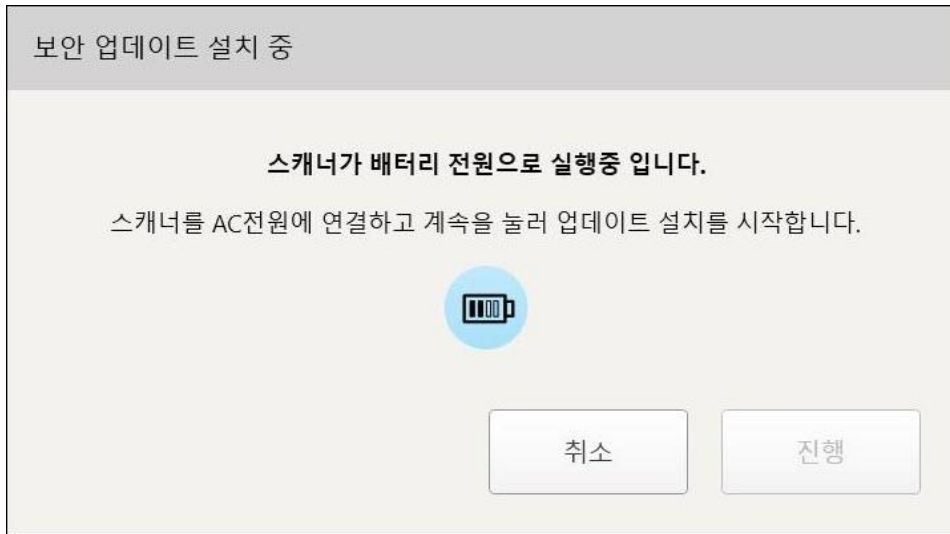 보안 업데이트 설치 중
스캐너가 배터리 전원으로 실행중 입니다.
스캐너를 AC전원에 연결하고 계속을 눌러 업데이트 설치를 시작합니다.
취소
진행